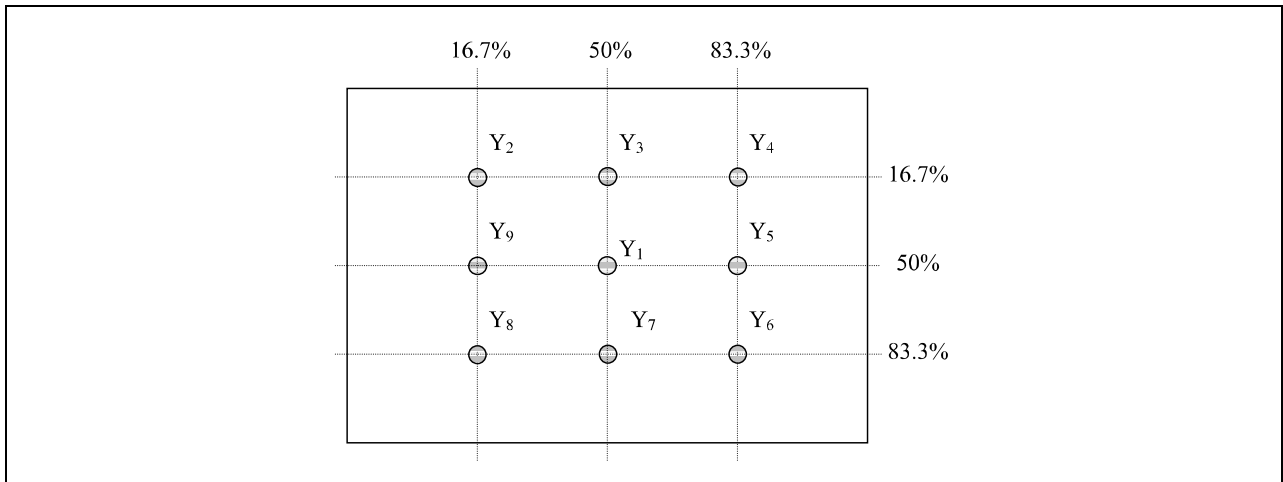 16.7% 50% 83.3%
Y₂ Y₃ Y₄
16.7%
Y₉ Y₁ Y₅
50%
Y₈ Y₇ Y₆
83.3%